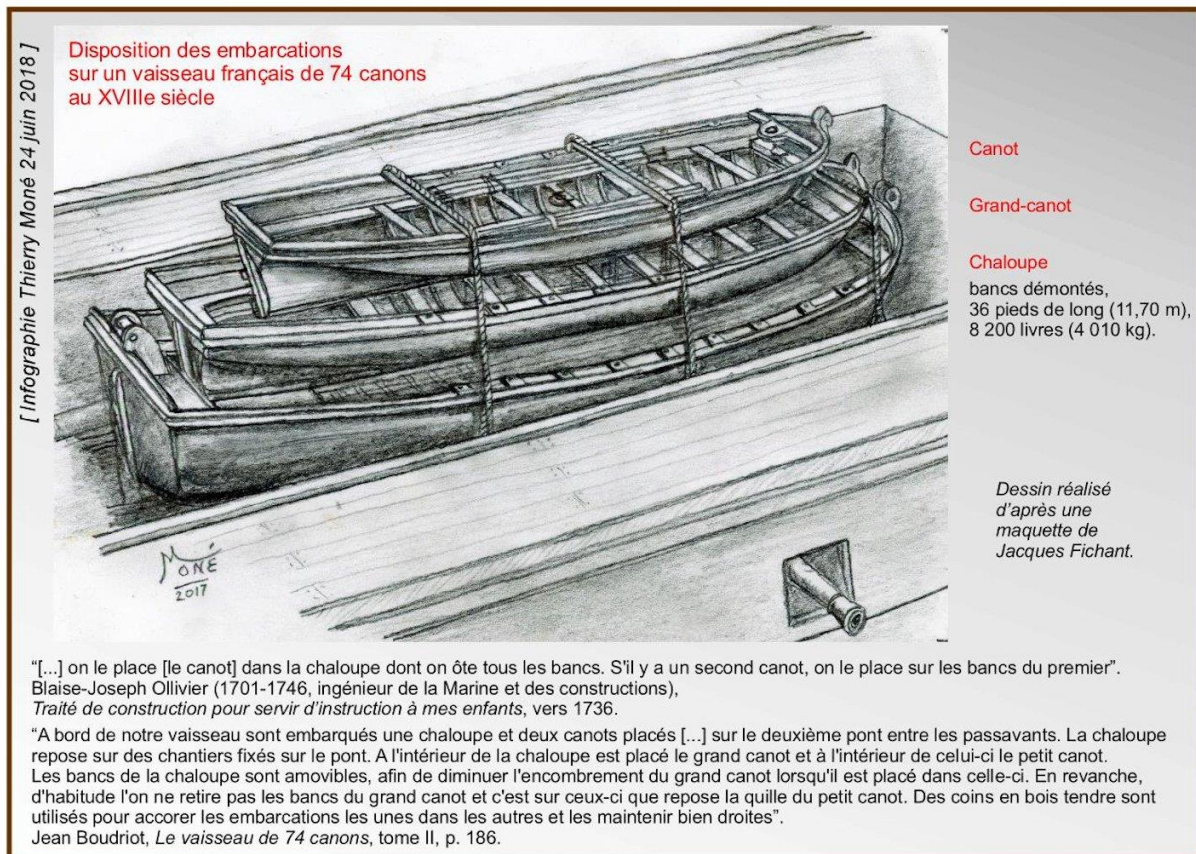 [ Infographie Thierry Moné 24 juin 2018 ]
Disposition des embarcations
sur un vaisseau français de 74 canons
au XVIIIe siècle
Canot
Grand-canot
Chaloupe
bancs démontés,
36 pieds de long (11,70 m),
8 200 livres (4 010 kg).
Dessin réalisé
d'après une
maquette de
Jacques Fichant.
MONÉ
2017
“[...] on le place [le canot] dans la chaloupe dont on ôte tous les bancs. S'il y a un second canot, on le place sur les bancs du premier”.
Blaise-Joseph Ollivier (1701-1746, ingénieur de la Marine et des constructions),
Traité de construction pour servir d'instruction à mes enfants, vers 1736.
“A bord de notre vaisseau sont embarqués une chaloupe et deux canots placés [...] sur le deuxième pont entre les passavants. La chaloupe
repose sur des chantiers fixés sur le pont. A l'intérieur de la chaloupe est placé le grand canot et à l'intérieur de celui-ci le petit canot.
Les bancs de la chaloupe sont amovibles, afin de diminuer l'encombrement du grand canot lorsqu'il est placé dans celle-ci. En revanche,
d'habitude l'on ne retire pas les bancs du grand canot et c'est sur ceux-ci que repose la quille du petit canot. Des coins en bois tendre sont
utilisés pour accorer les embarcations les unes dans les autres et les maintenir bien droites”.
Jean Boudriot, Le vaisseau de 74 canons, tome II, p. 186.